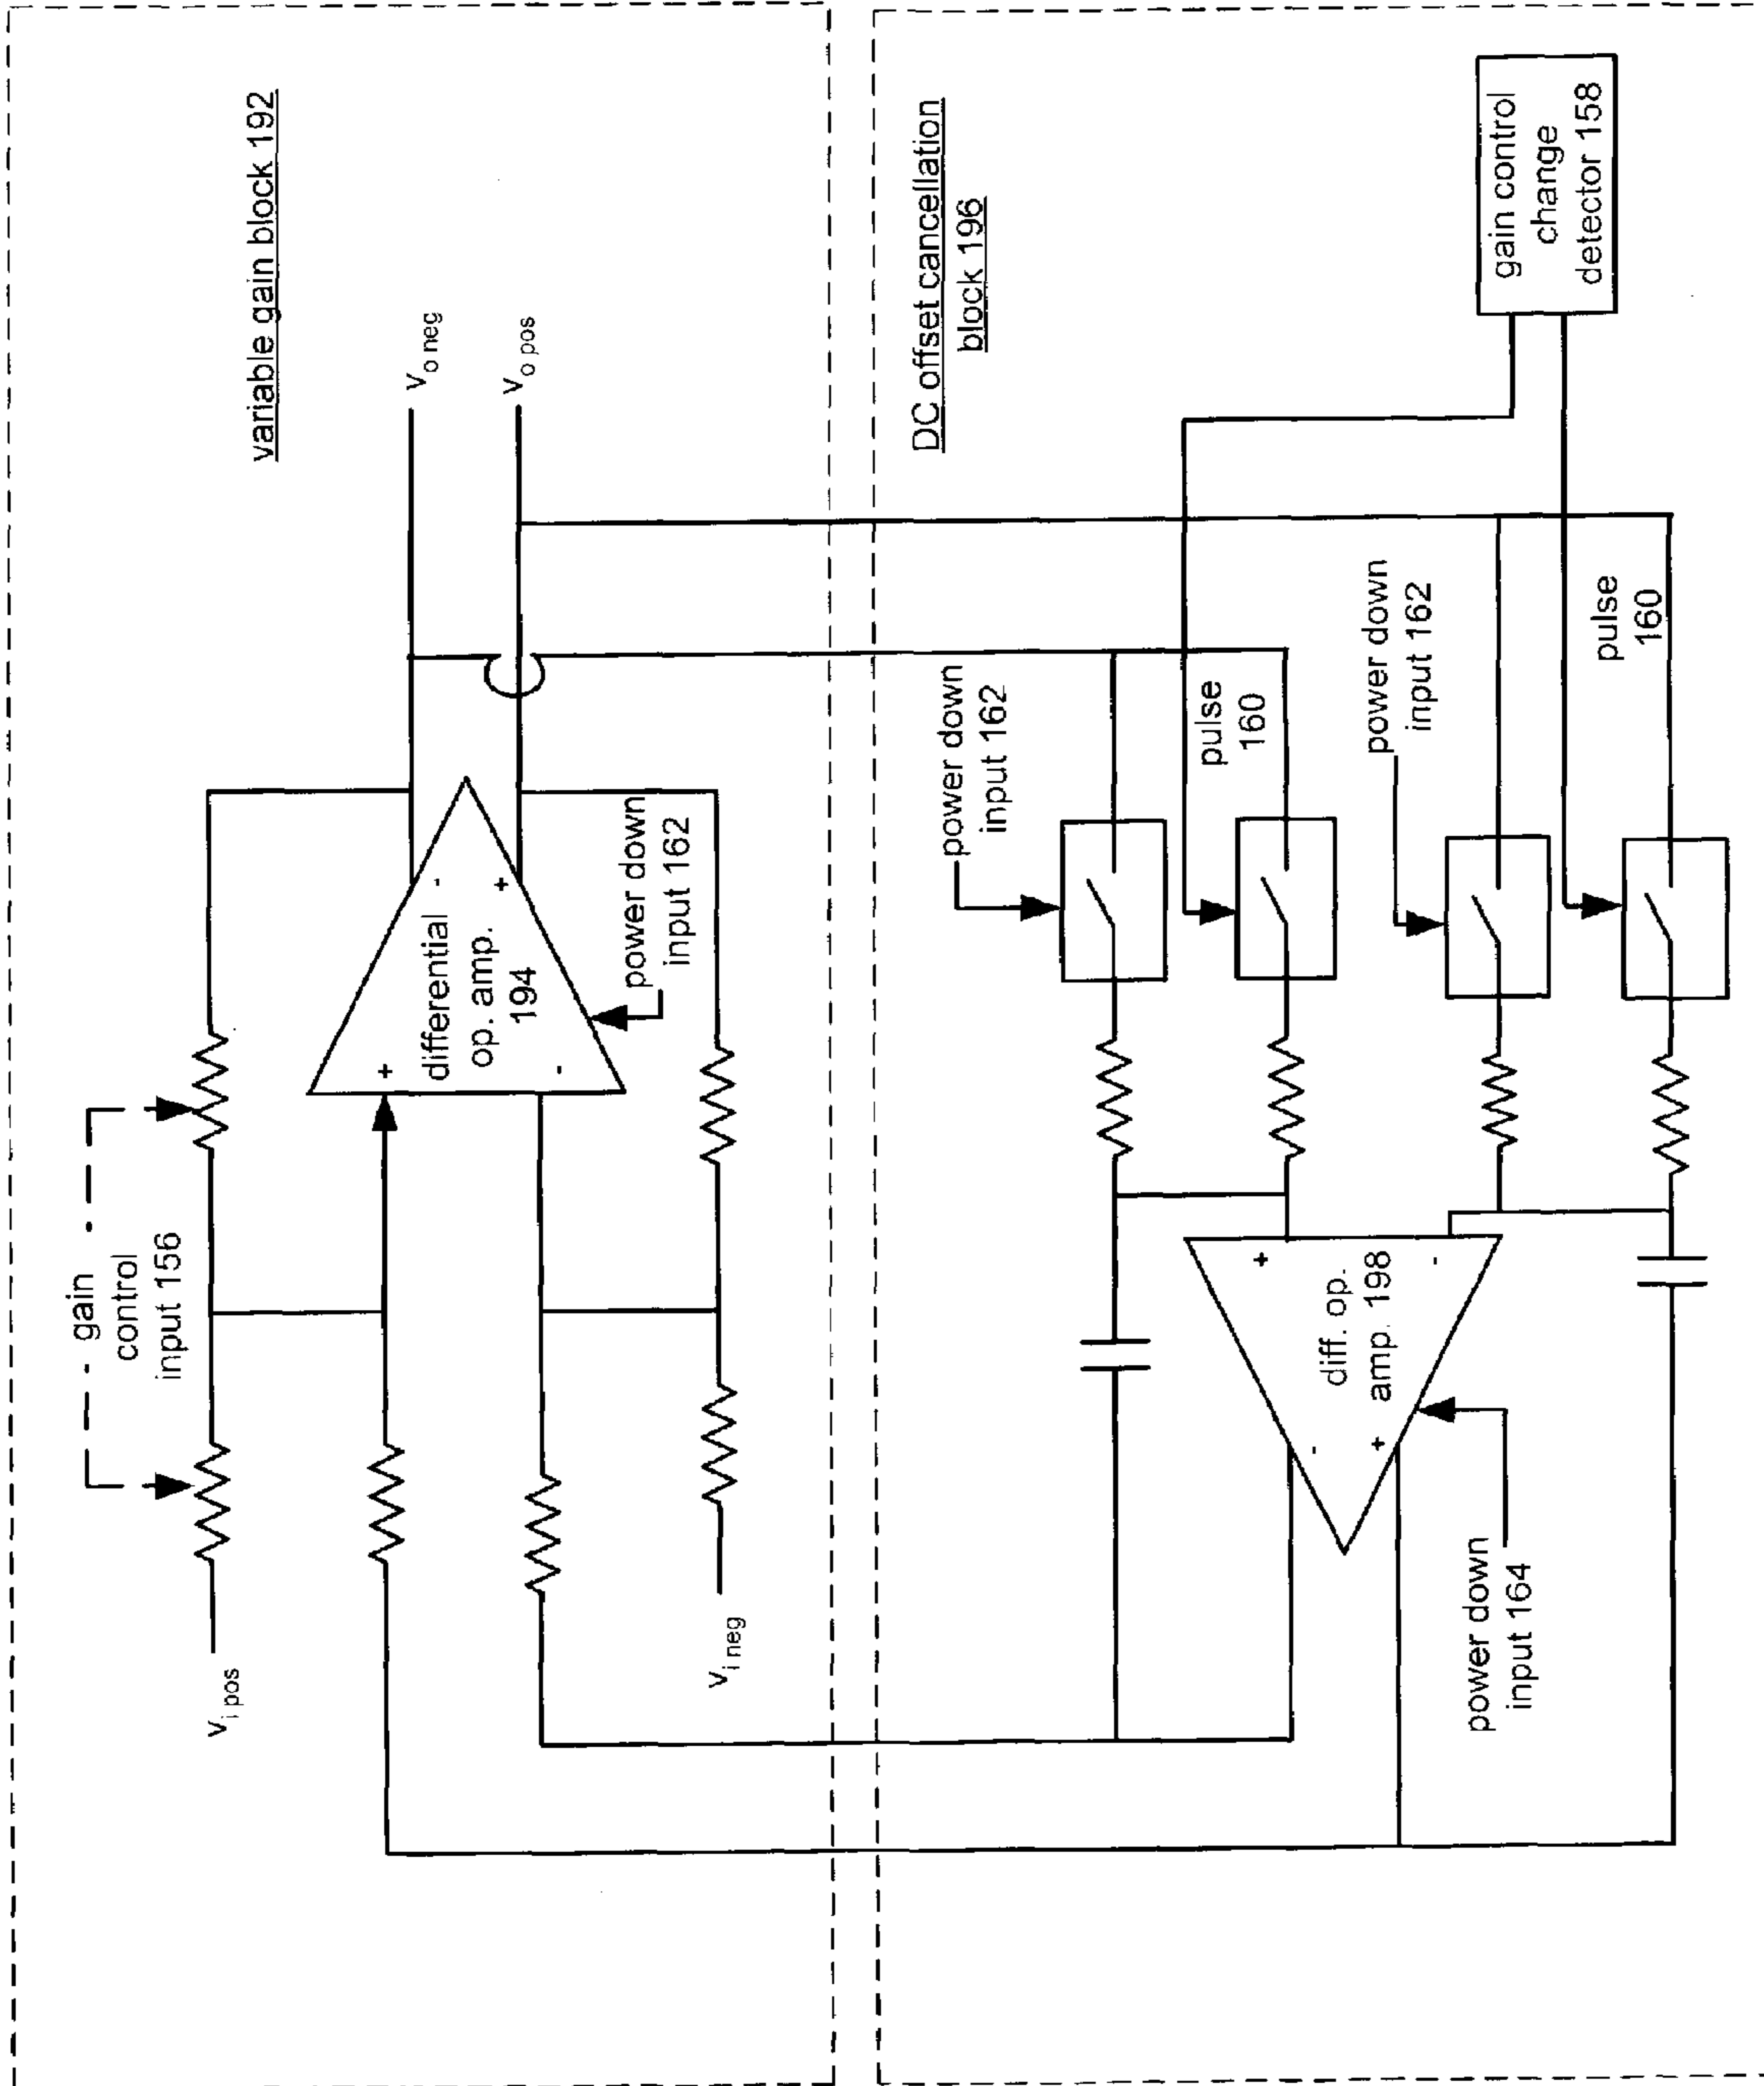 variable gain block 192
- gain -
control
input 156
v i pos
v i neg
+
-
differential
op. amp.
194
-
+
power down
input 162
v o neg
v o pos
DC offset cancellation
block 196
power down
input 162
pulse
160
power down
input 162
pulse
160
gain control
change
detector 158
+
-
diff. op.
amp. 198
-
+
power down
input 164